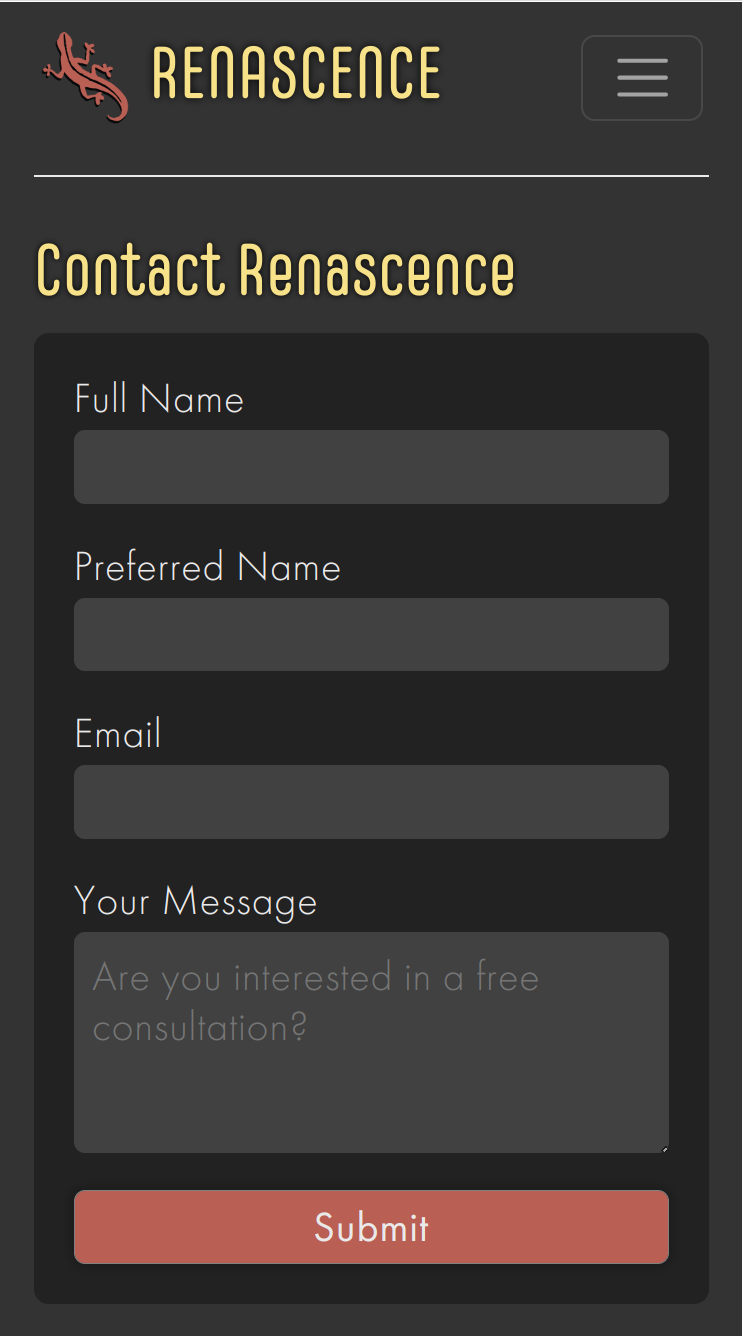 RENASCENCE
Contact Renascence
Full Name
Preferred Name
Email
Your Message
Are you interested in a free
consultation?
Submit